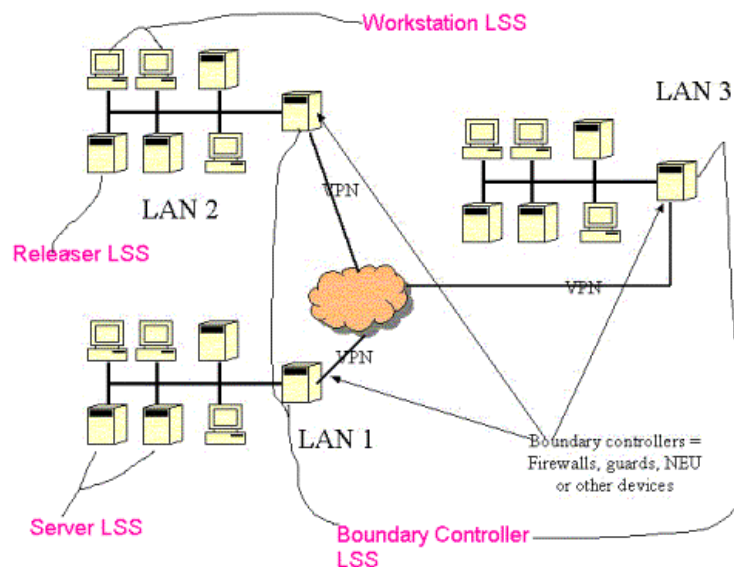 Workstation LSS
LAN 3
VPN
LAN 2
Releaser LSS
VPN
VPN
LAN 1
Boundary controllers =
Firewalls, guards, NEU
or other devices
Server LSS
Boundary Controller
LSS